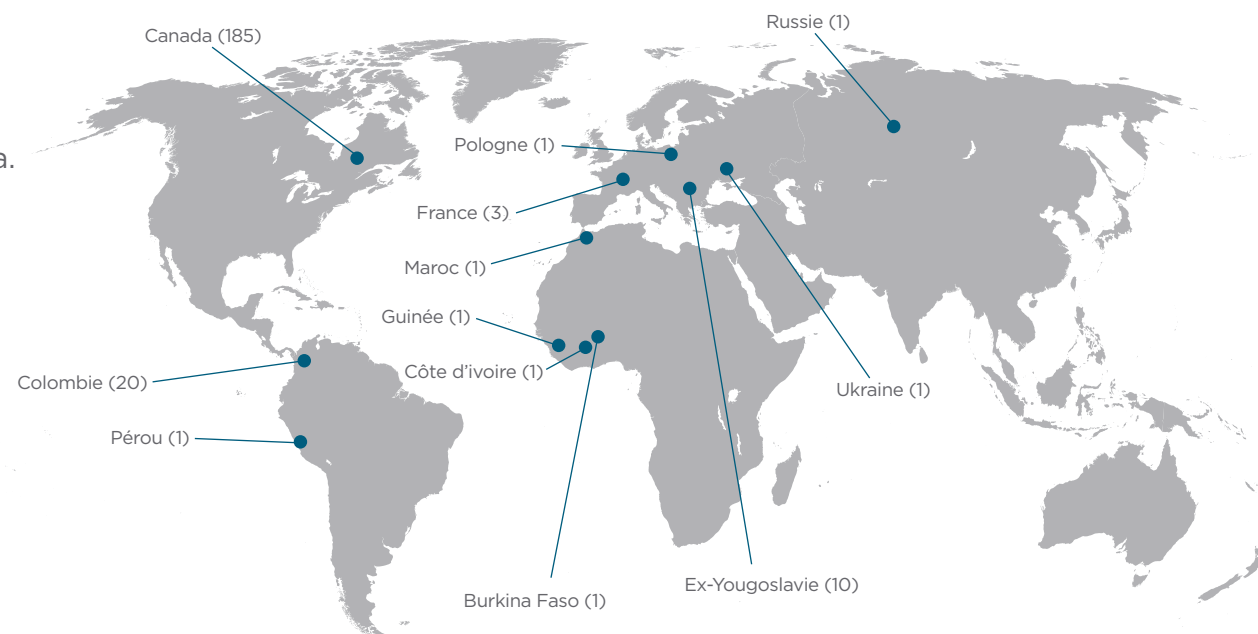 Russie (1)
Canada (185)
Pologne (1)
a.
France (3)
Maroc (1)
Guinée (1)
Côte d'ivoire (1)
Colombie (20)
Ukraine (1)
Pérou (1)
Ex-Yougoslavie (10)
Burkina Faso (1)